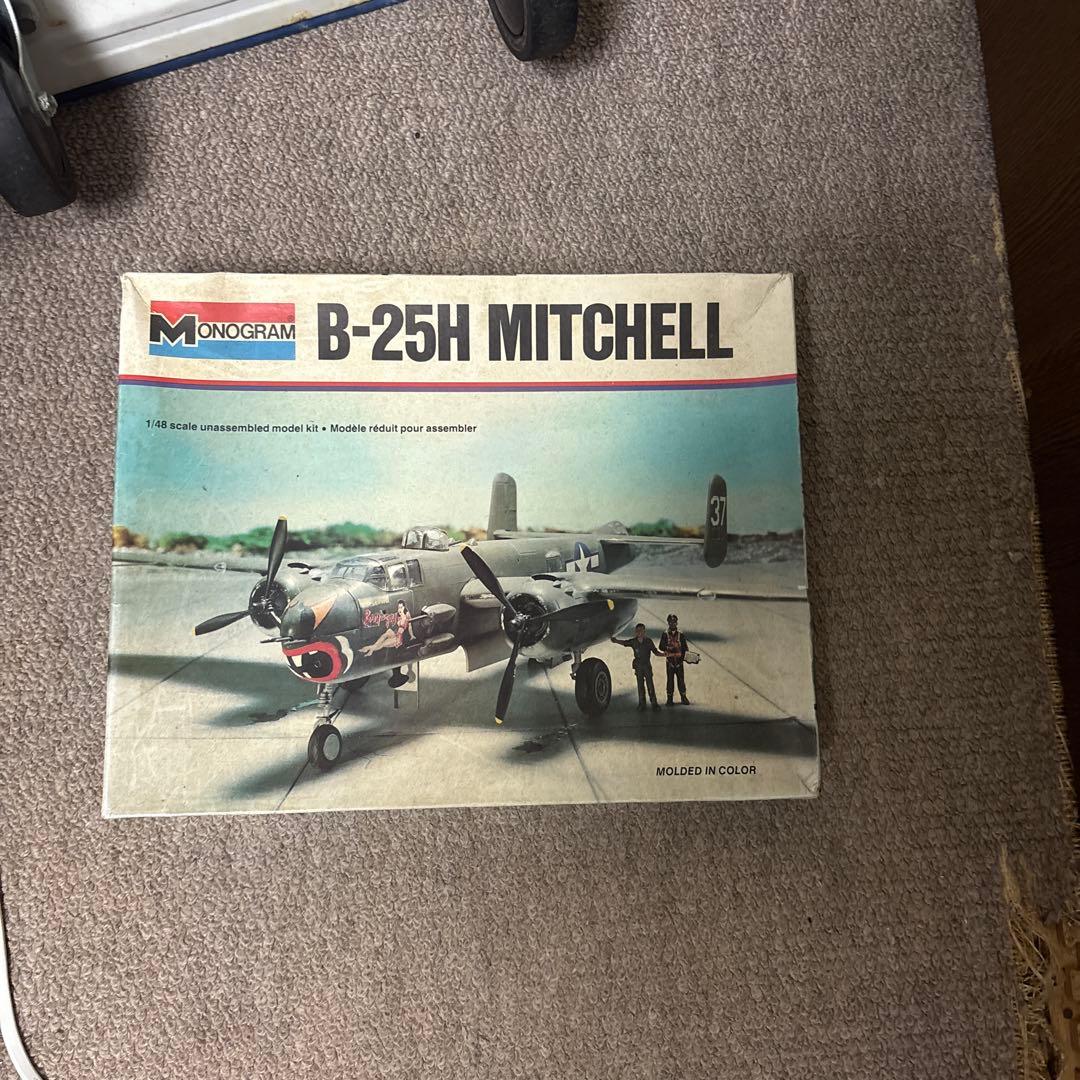 MONOGRAM®
B-25H MITCHELL
1/48 scale unassembled model kit • Modèle réduit pour assembler
37
MOLDED IN COLOR